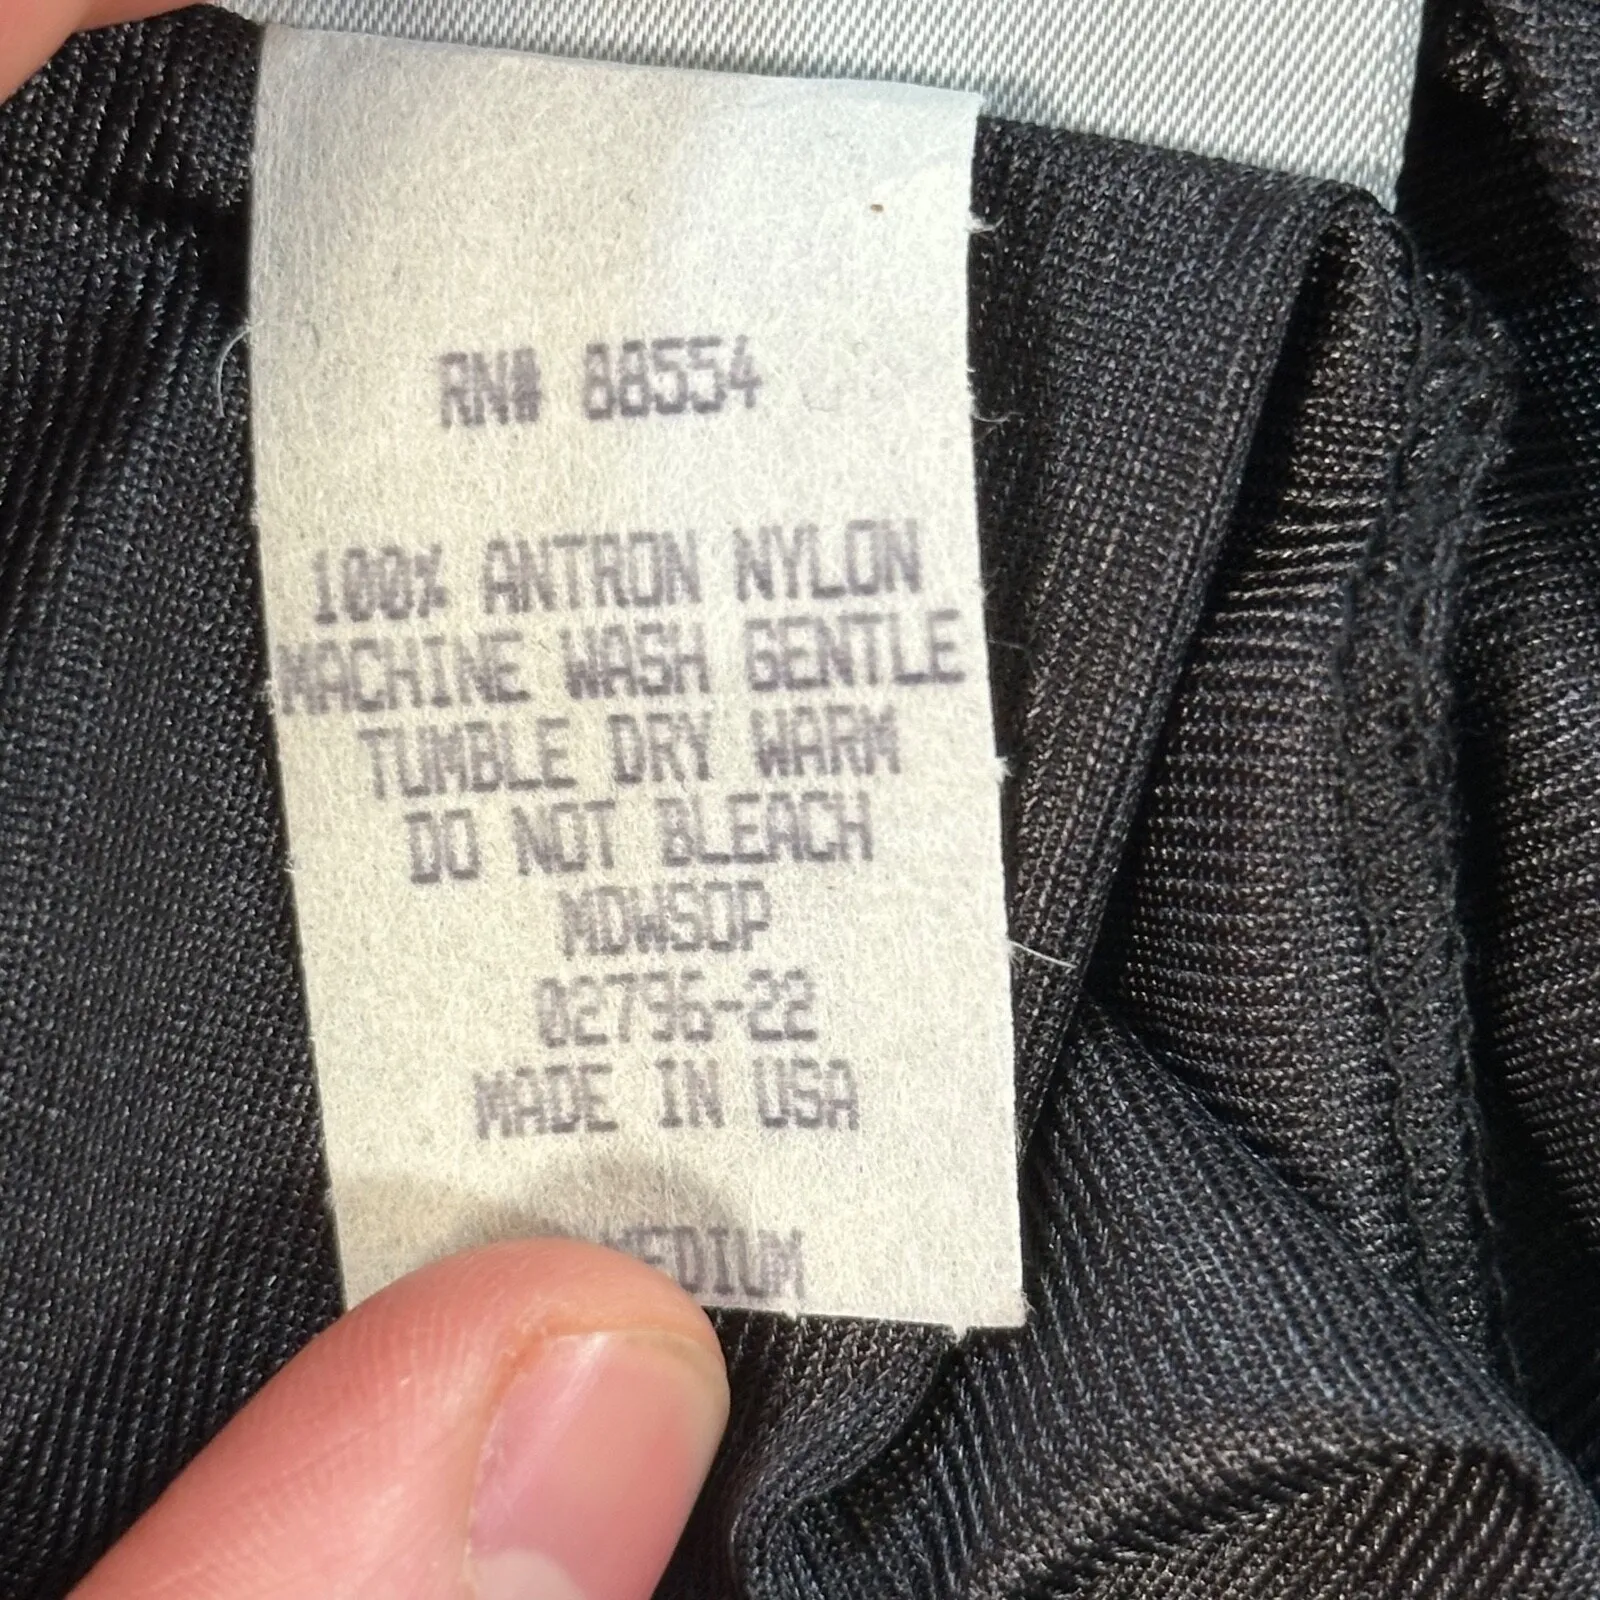 RN# 88554
100% ANTRON NYLON
MACHINE WASH GENTLE
TUMBLE DRY WARM
DO NOT BLEACH
MDWSOP
02796-22
MADE IN USA
MEDIUM